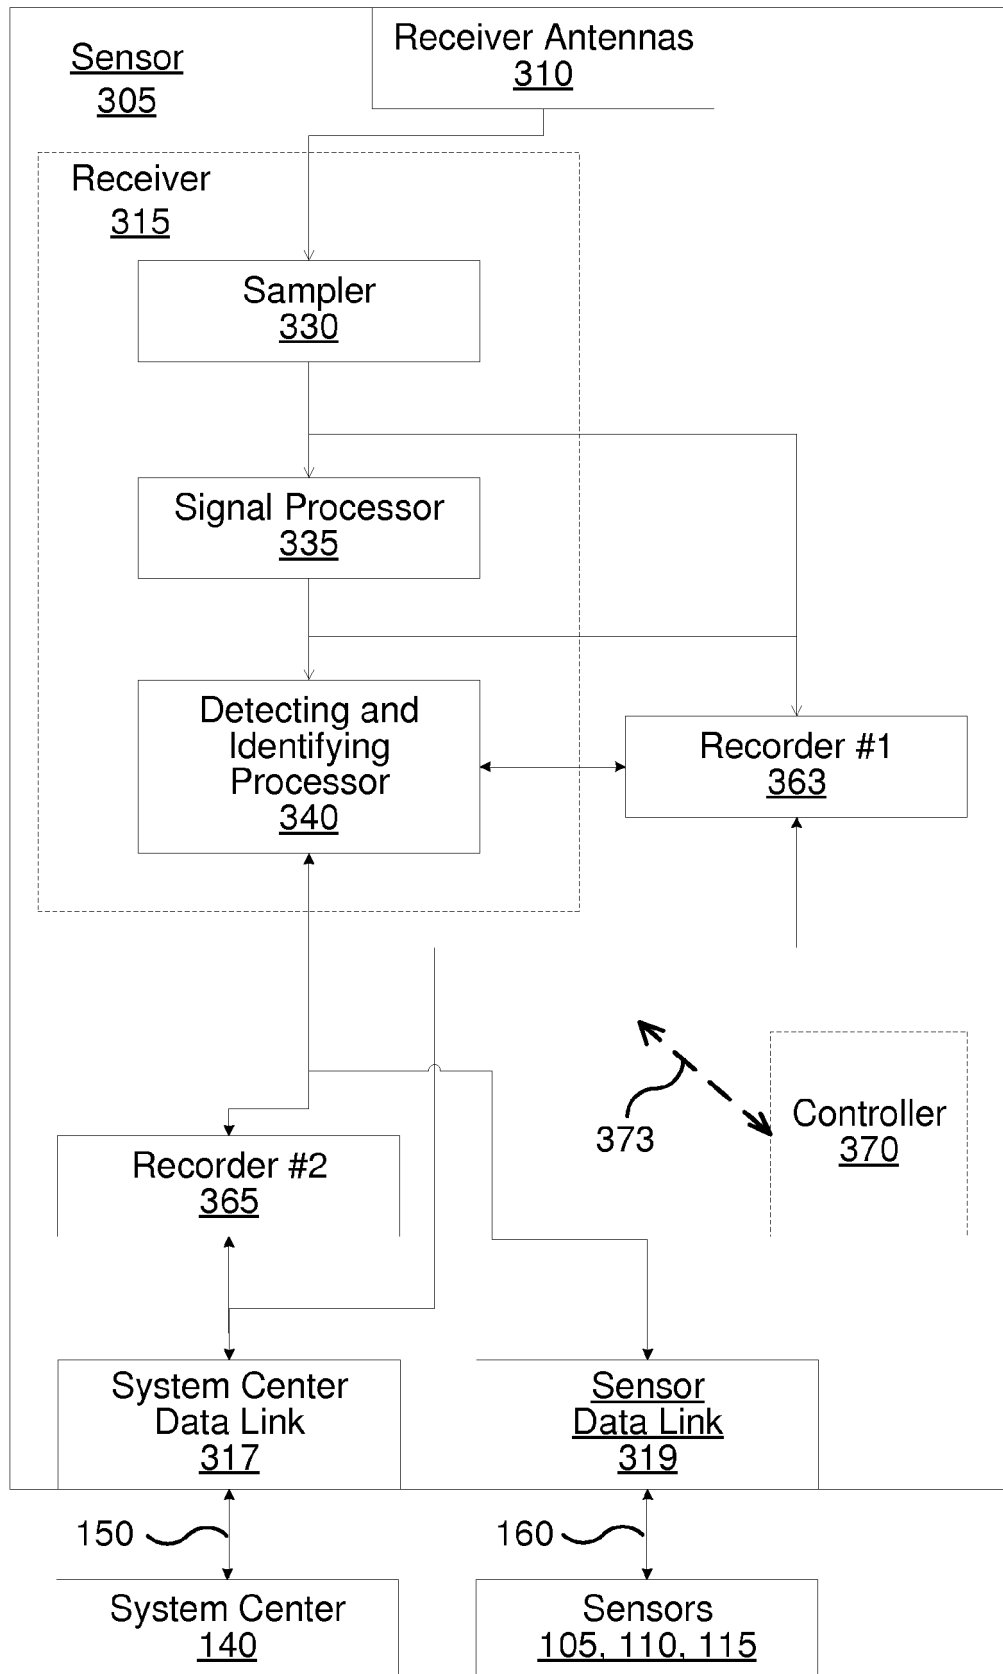 Receiver Antennas
310
Sensor
305
Receiver
315
Sampler
330
Signal Processor
335
Detecting and
Identifying
Processor
340
Recorder #1
363
373
Controller
370
Recorder #2
365
System Center
Data Link
317
Sensor
Data Link
319
150
160
System Center
140
Sensors
105, 110, 115